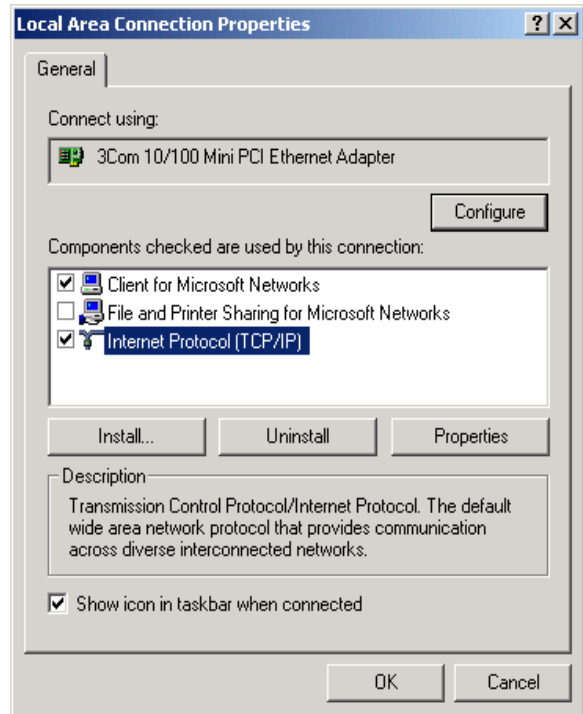 Local Area Connection Properties
General
Connect using:
3Com 10/100 Mini PCI Ethernet Adapter
Configure
Components checked are used by this connection:
Client for Microsoft Networks
File and Printer Sharing for Microsoft Networks
Internet Protocol (TCP/IP)
Install... Uninstall Properties
Description
Transmission Control Protocol/Internet Protocol. The default
wide area network protocol that provides communication
across diverse interconnected networks.
Show icon in taskbar when connected
OK Cancel